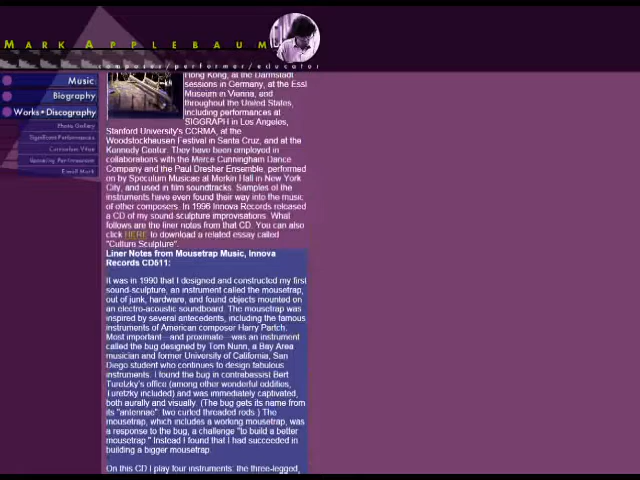 MARK APPLEBAUM
composer/performer/educator
Music
Biography
Works•Discography
Photo Gallery
Significant Performances
Curriculum Vitae
Upcoming Performances
E-mail Mark
Hong Kong, at the Darmstadt
sessions in Germany, at the Essl
Museum in Vienna, and
throughout the United States,
including performances at
SIGGRAPH in Los Angeles,
Stanford University's CCRMA, at the
Woodstockhausen Festival in Santa Cruz, and at the
Kennedy Center. They have been employed in
collaborations with the Merce Cunningham Dance
Company and the Paul Dresher Ensemble, performed
on by Speculum Musicae at Merkin Hall in New York
City, and used in film soundtracks. Samples of the
instruments have even found their way into the music
of other composers. In 1996 Innova Records released
a CD of my sound-sculpture improvisations. What
follows are the liner notes from that CD. You can also
click HERE to download a related essay called
"Culture Sculpture".
Liner Notes from Mousetrap Music, Innova
Records CD511:
It was in 1990 that I designed and constructed my first
sound-sculpture, an instrument called the mousetrap,
out of junk, hardware, and found objects mounted on
an electro-acoustic soundboard. The mousetrap was
inspired by several antecedents, including the famous
instruments of American composer Harry Partch.
Most important—and proximate—was an instrument
called the bug designed by Tom Nunn, a Bay Area
musician and former University of California, San
Diego student who continues to design fabulous
instruments. I found the bug in contrabassist Bert
Turetzky's office (among other wonderful oddities,
Turetzky included) and was immediately captivated,
both aurally and visually. (The bug gets its name from
its "antennae": two curled threaded rods.) The
mousetrap, which includes a working mousetrap, was
a response to the bug, a challenge "to build a better
mousetrap." Instead I found that I had succeeded in
building a bigger mousetrap.
On this CD I play four instruments: the three-legged,